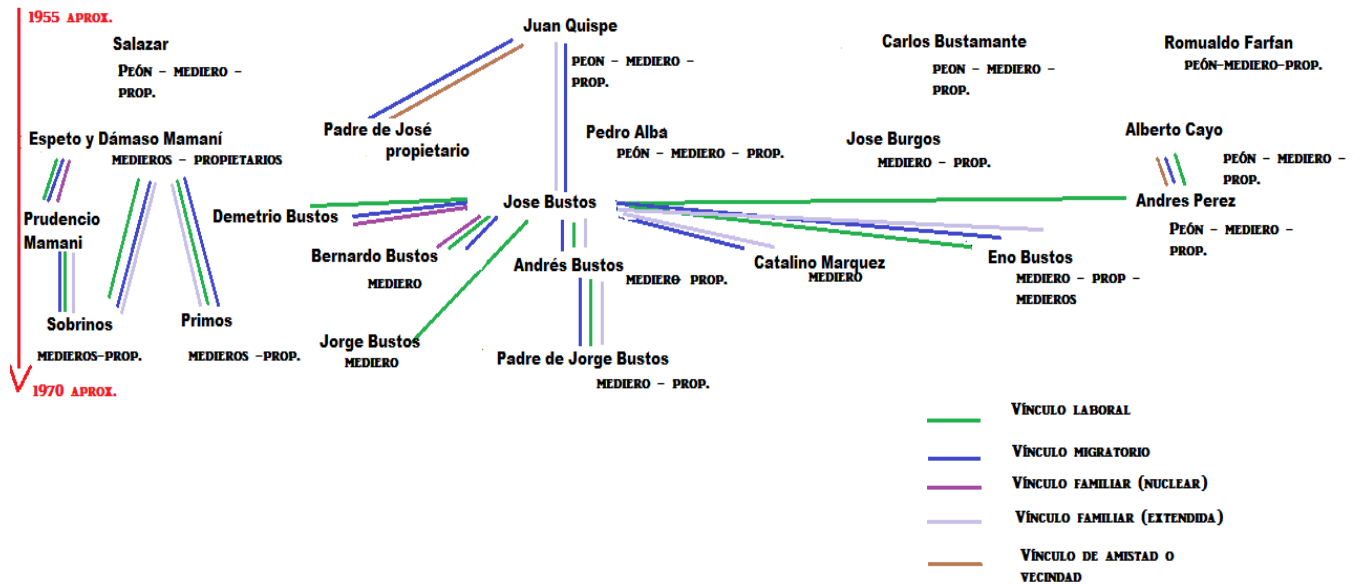 1955 APROX.
Juan Quispe
Salazar
Carlos Bustamante
Romualdo Farfan
PEÓN - MEDIERO -
PROP.
PEON - MEDIERO -
PROP.
PEON - MEDIERO -
PROP.
PEÓN-MEDIERO-PROP.
Espeto y Dámaso Mamaní
MEDIEROS - PROPIETARIOS
Padre de José
propietario
Pedro Alba
PEÓN - MEDIERO - PROP.
Jose Burgos
MEDIERO - PROP.
Alberto Cayo
PEÓN - MEDIERO -
PROP.
Prudencio
Mamani
Demetrio Bustos
Jose Bustos
Andres Perez
PEÓN - MEDIERO -
PROP.
Bernardo Bustos
MEDIERO
Andrés Bustos
MEDIERO PROP.
Catalino Marquez
MEDIERO
Eno Bustos
MEDIERO - PROP -
MEDIEROS
Sobrinos
MEDIEROS-PROP.
Primos
MEDIEROS -PROP.
Jorge Bustos
MEDIERO
Padre de Jorge Bustos
MEDIERO - PROP.
1970 APROX.
VÍNCULO LABORAL
VÍNCULO MIGRATORIO
VÍNCULO FAMILIAR (NUCLEAR)
VÍNCULO FAMILIAR (EXTENDIDA)
VÍNCULO DE AMISTAD O
VECINDAD